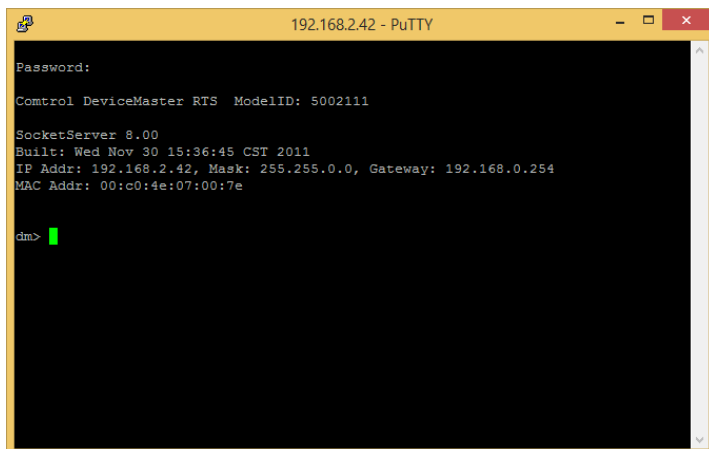 192.168.2.42 - PuTTY
Password:
Comtrol DeviceMaster RTS  ModelID: 5002111
SocketServer 8.00
Built: Wed Nov 30 15:36:45 CST 2011
IP Addr: 192.168.2.42, Mask: 255.255.0.0, Gateway: 192.168.0.254
MAC Addr: 00:c0:4e:07:00:7e
dm>